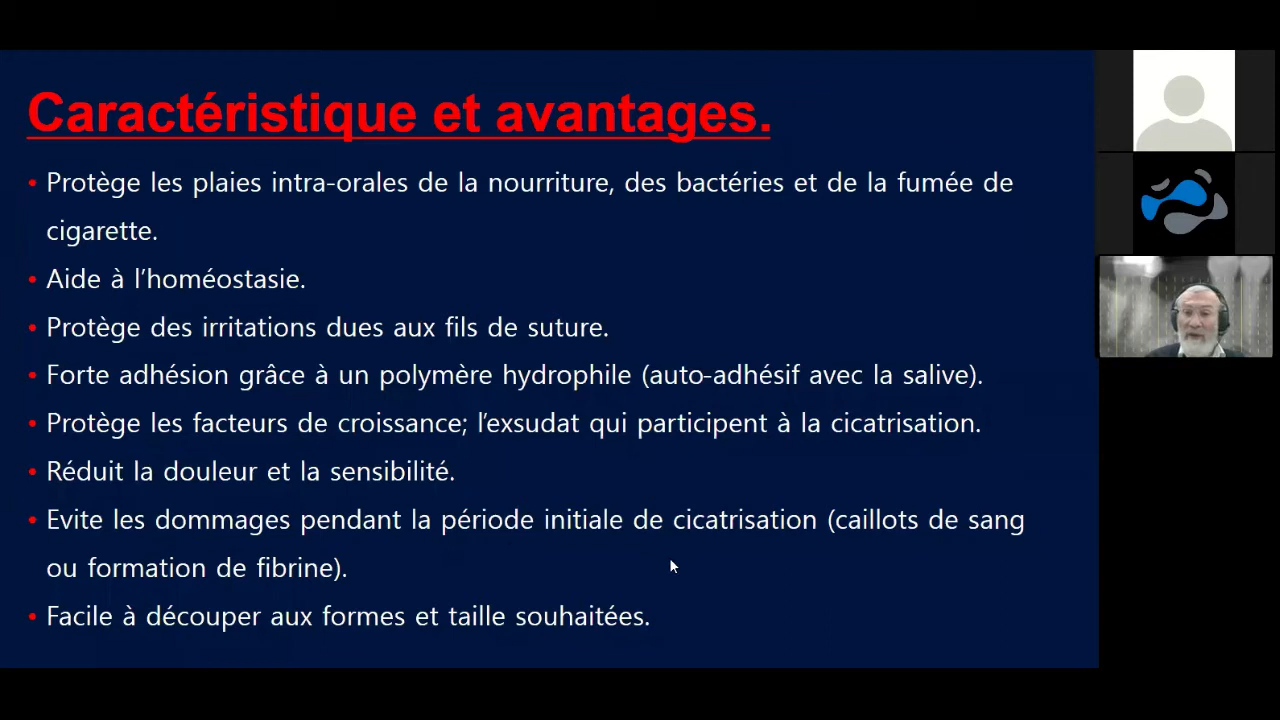 Caractéristique et avantages.
• Protège les plaies intra-orales de la nourriture, des bactéries et de la fumée de
cigarette.
• Aide à l’homéostasie.
• Protège des irritations dues aux fils de suture.
• Forte adhésion grâce à un polymère hydrophile (auto-adhésif avec la salive).
• Protège les facteurs de croissance; l’exsudat qui participent à la cicatrisation.
• Réduit la douleur et la sensibilité.
• Evite les dommages pendant la période initiale de cicatrisation (caillots de sang
ou formation de fibrine).
• Facile à découper aux formes et taille souhaitées.